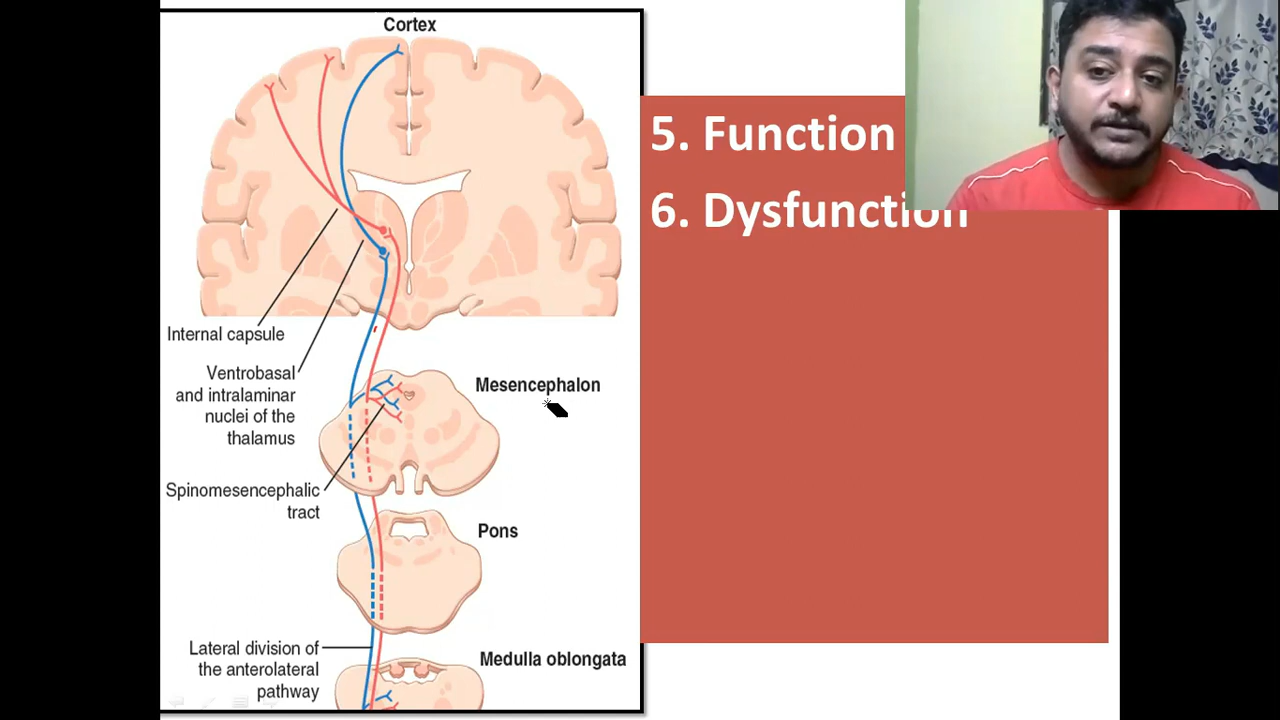 Cortex
Internal capsule
Ventrobasal
and intralaminar
nuclei of the
thalamus
Mesencephalon
Spinomesencephalic
tract
Pons
Lateral division of
the anterolateral
pathway
Medulla oblongata
5. Function
6. Dysfunction